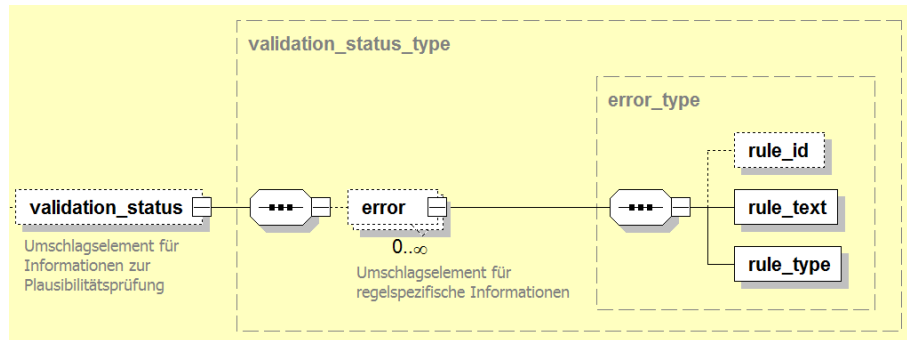 validation_status_type
error_type
rule_id
validation_status
error
rule_text
0..∞
rule_type
Umschlagselement für
Informationen zur
Plausibilitätsprüfung
Umschlagselement für
regelspezifische Informationen